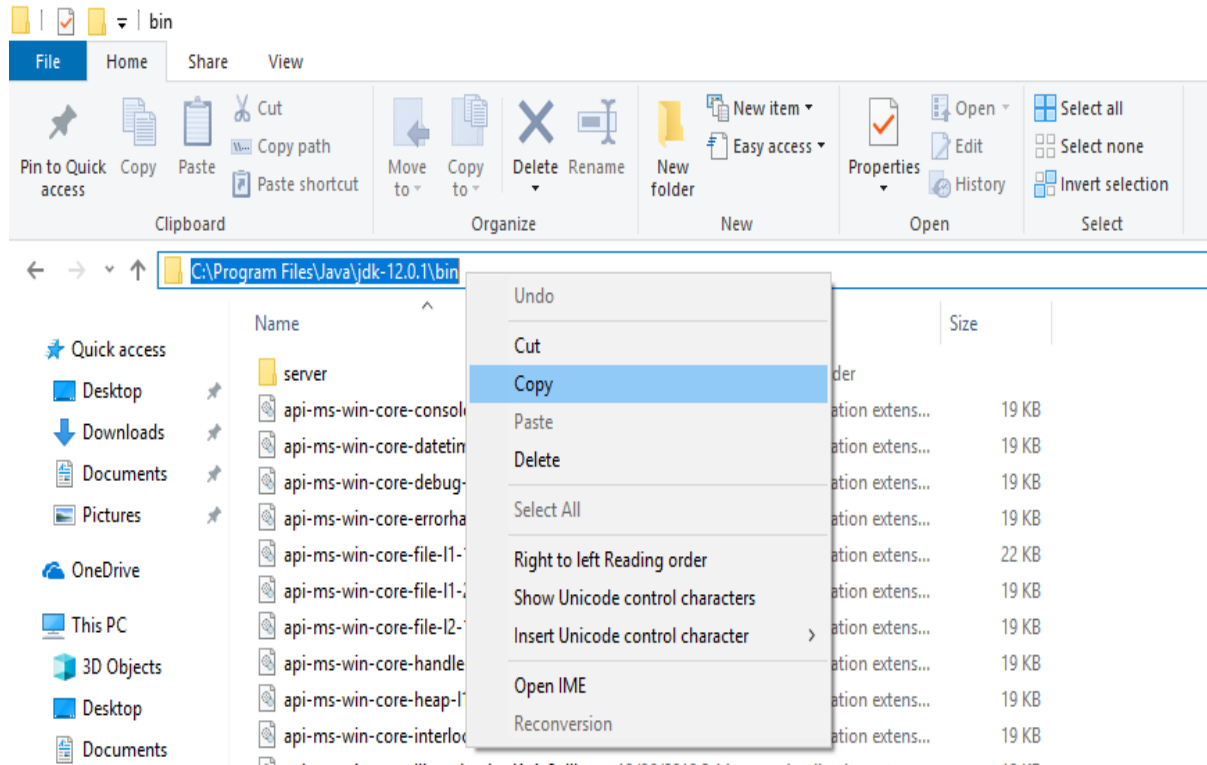 bin
File Home Share View
Pin to Quick access
Copy
Paste
Cut
Copy path
Paste shortcut
Clipboard
Move to
Copy to
Delete
Rename
Organize
New folder
New item
Easy access
New
Properties
Open
Edit
History
Open
Select all
Select none
Invert selection
Select
C:\Program Files\Java\jdk-12.0.1\bin
Quick access
Desktop
Downloads
Documents
Pictures
OneDrive
This PC
3D Objects
Desktop
Documents
Name Size
server der
api-ms-win-core-consol ation extens... 19 KB
api-ms-win-core-datetim ation extens... 19 KB
api-ms-win-core-debug- ation extens... 19 KB
api-ms-win-core-errorha ation extens... 19 KB
api-ms-win-core-file-l1- ation extens... 22 KB
api-ms-win-core-file-l1-2 ation extens... 19 KB
api-ms-win-core-file-l2- ation extens... 19 KB
api-ms-win-core-handle ation extens... 19 KB
api-ms-win-core-heap-l1 ation extens... 19 KB
api-ms-win-core-interloc ation extens... 19 KB
Undo
Cut
Copy
Paste
Delete
Select All
Right to left Reading order
Show Unicode control characters
Insert Unicode control character
Open IME
Reconversion